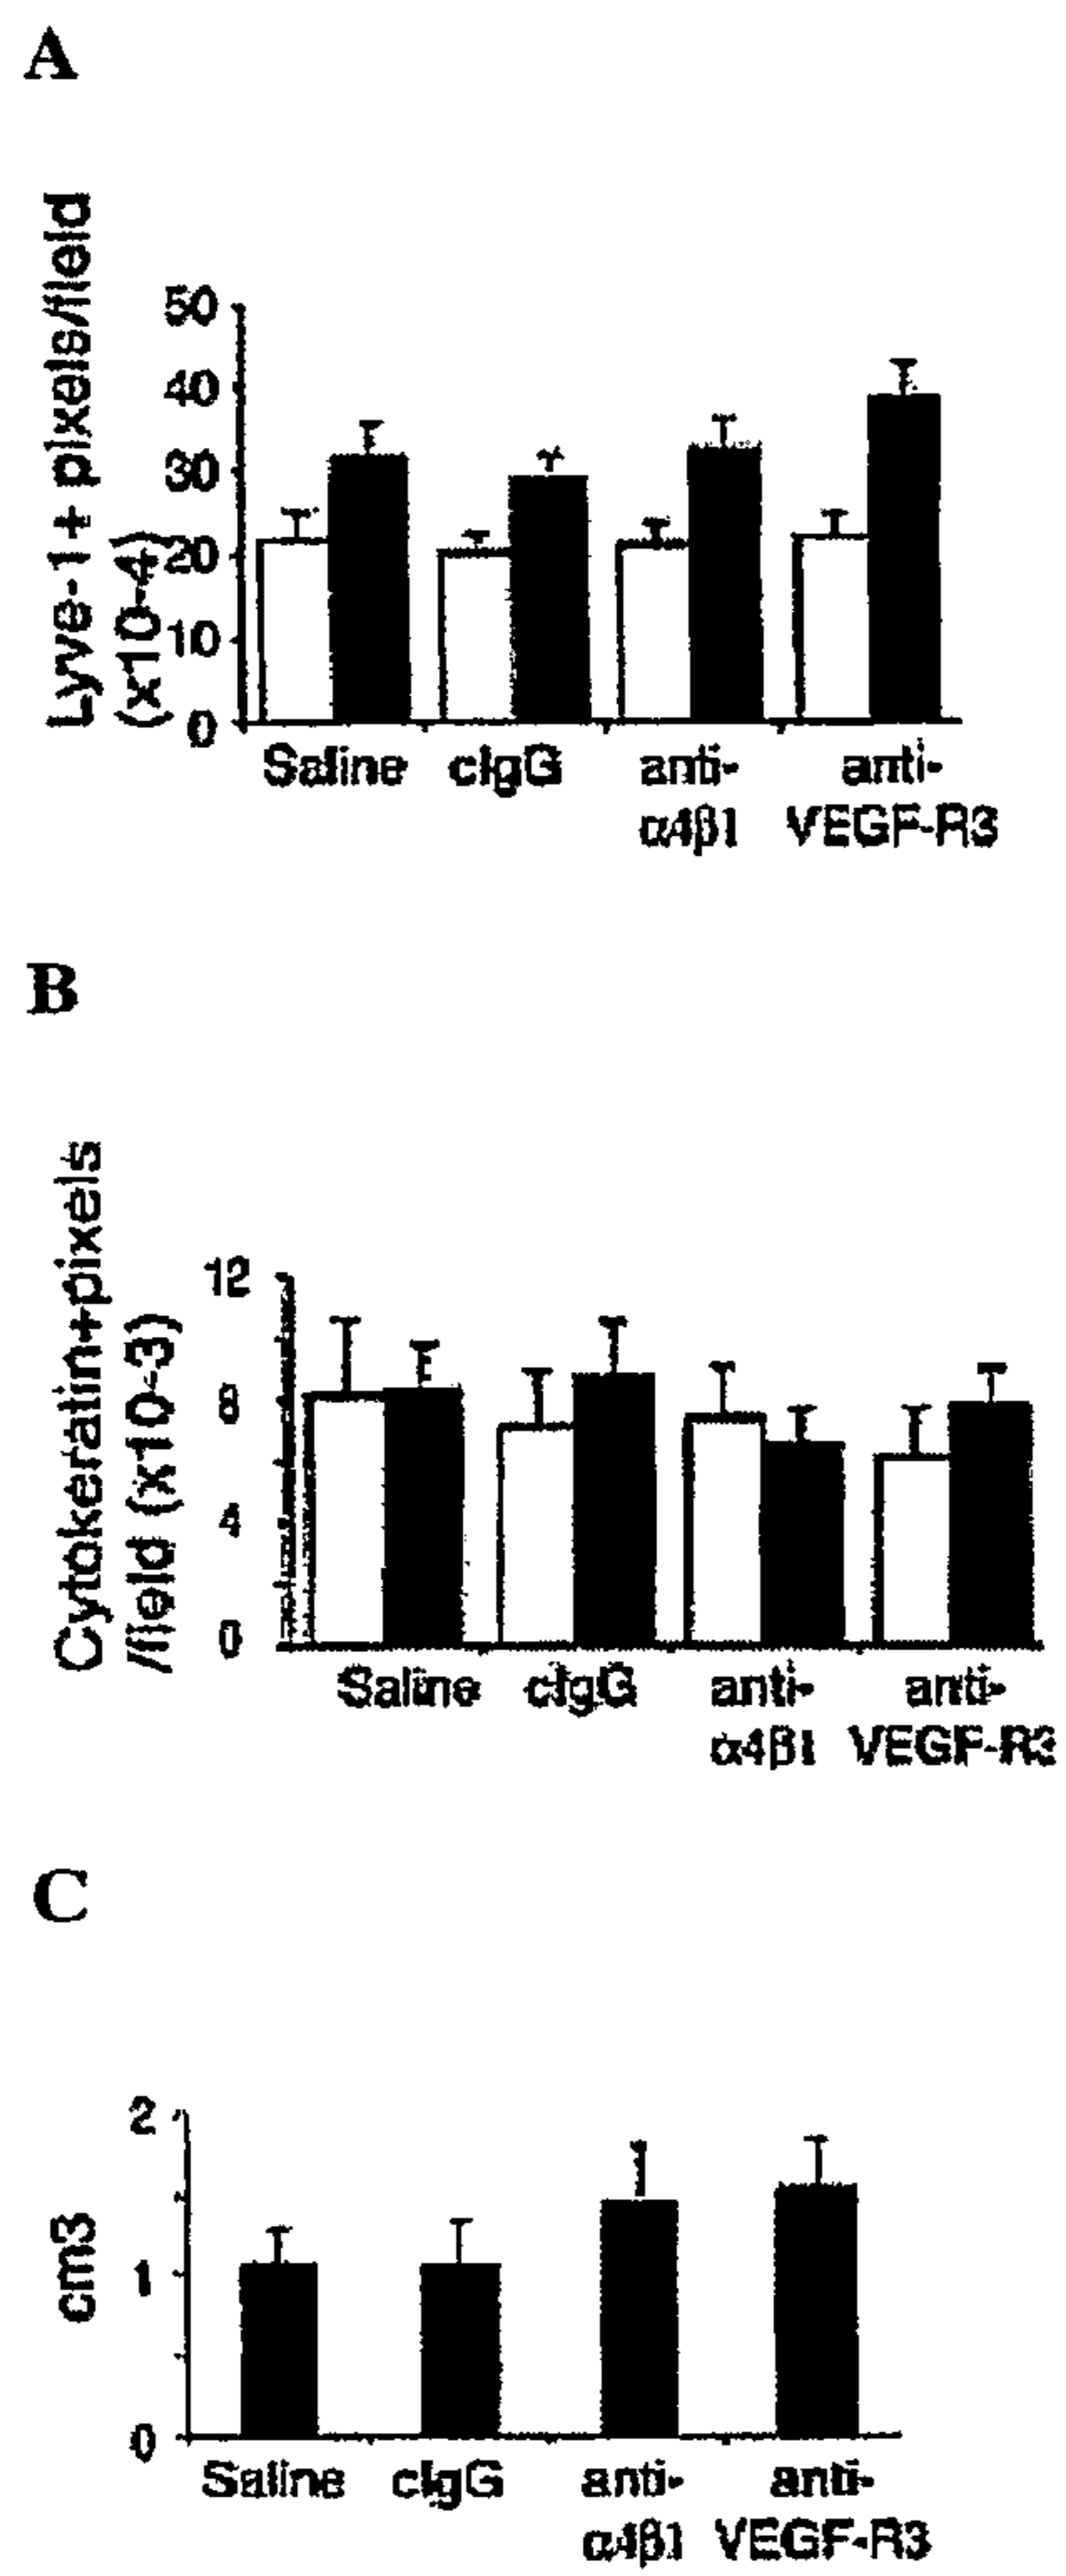 A
Lyve-1+ pixels/field
(x10-4)
50
40
30
20
10
0
Saline cIgG anti- anti-
α4β1 VEGF-R3
B
Cytokeratin+pixels
/field (x10-3)
12
8
4
0
Saline cIgG anti- anti-
α4β1 VEGF-R3
C
cm3
2
1
0
Saline cIgG anti- anti-
α4β1 VEGF-R3